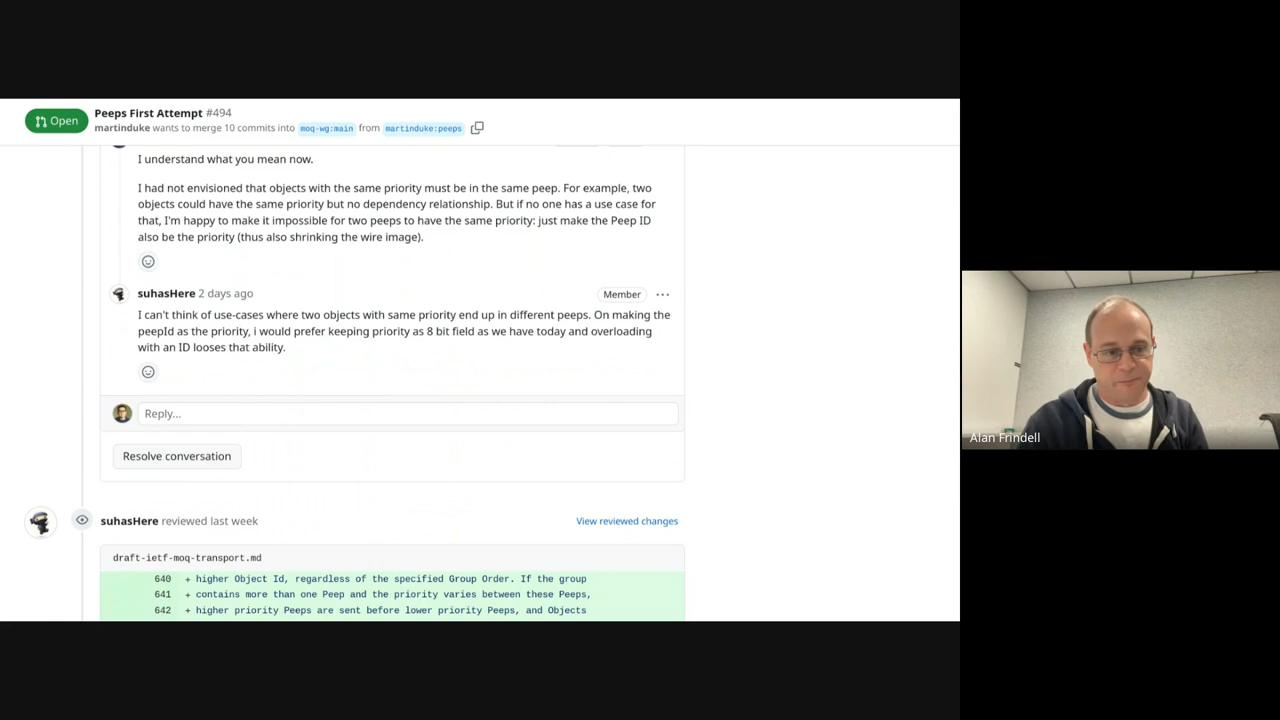 Open
Peeps First Attempt #494
martinduke wants to merge 10 commits into moq-wg:main from martinduke:peeps
I understand what you mean now.
I had not envisioned that objects with the same priority must be in the same peep. For example, two
objects could have the same priority but no dependency relationship. But if no one has a use case for
that, I'm happy to make it impossible for two peeps to have the same priority: just make the Peep ID
also be the priority (thus also shrinking the wire image).
suhasHere 2 days ago
Member
I can't think of use-cases where two objects with same priority end up in different peeps. On making the
peepId as the priority, i would prefer keeping priority as 8 bit field as we have today and overloading
with an ID looses that ability.
Reply...
Resolve conversation
suhasHere reviewed last week
View reviewed changes
draft-ietf-moq-transport.md
640 + higher Object Id, regardless of the specified Group Order. If the group
641 + contains more than one Peep and the priority varies between these Peeps,
642 + higher priority Peeps are sent before lower priority Peeps, and Objects
Alan Frindell